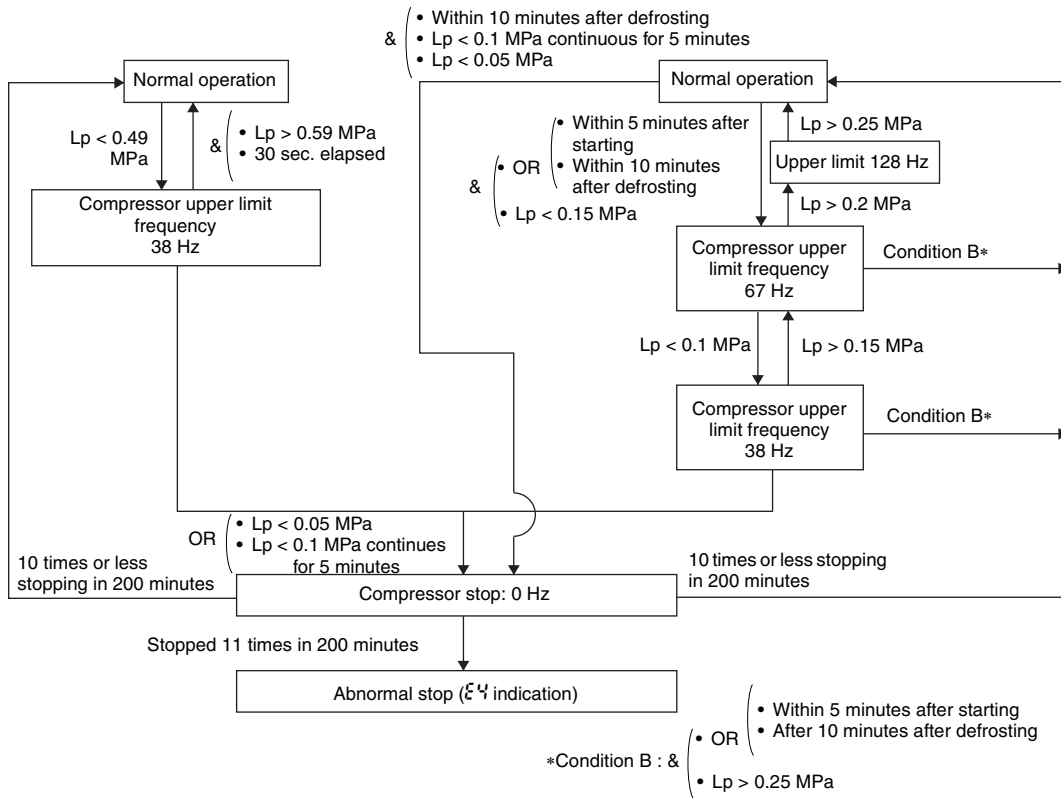 • Within 10 minutes after defrosting
& • Lp < 0.1 MPa continuous for 5 minutes
• Lp < 0.05 MPa
Normal operation
Lp < 0.49
MPa
& • Lp > 0.59 MPa
• 30 sec. elapsed
Compressor upper limit
frequency
38 Hz
Normal operation
• Within 5 minutes after
starting
& • OR • Within 10 minutes
after defrosting
• Lp < 0.15 MPa
Lp > 0.25 MPa
Upper limit 128 Hz
Lp > 0.2 MPa
Compressor upper
limit frequency
67 Hz
Condition B*
Lp < 0.1 MPa
Lp > 0.15 MPa
Compressor upper
limit frequency
38 Hz
Condition B*
OR • Lp < 0.05 MPa
• Lp < 0.1 MPa continues
for 5 minutes
10 times or less
stopping in 200 minutes
10 times or less stopping
in 200 minutes
Compressor stop: 0 Hz
Stopped 11 times in 200 minutes
Abnormal stop (E4 indication)
• Within 5 minutes after starting
• OR • After 10 minutes after defrosting
*Condition B : &
• Lp > 0.25 MPa